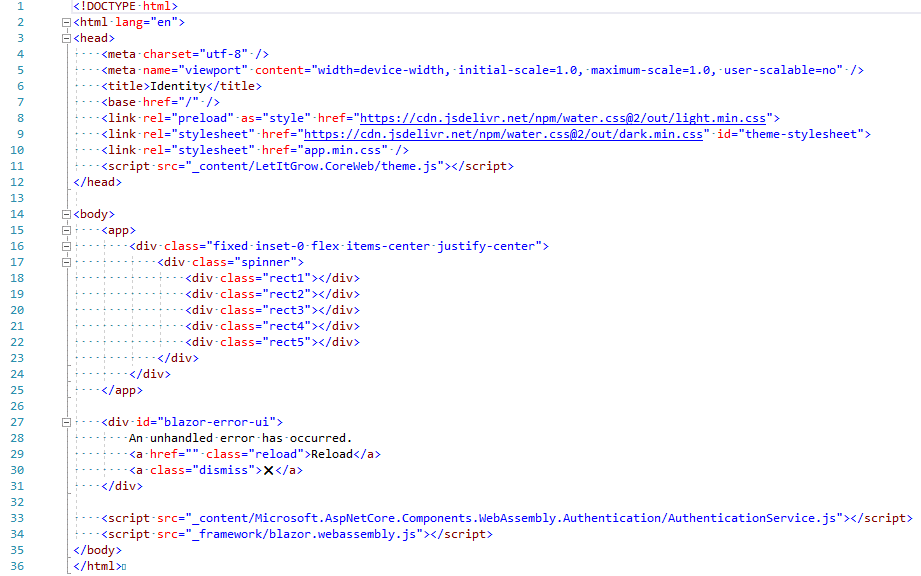 1 <!DOCTYPE html>
2 <html lang="en">
3 <head>
4     <meta charset="utf-8" />
5     <meta name="viewport" content="width=device-width, initial-scale=1.0, maximum-scale=1.0, user-scalable=no" />
6     <title>Identity</title>
7     <base href="/" />
8     <link rel="preload" as="style" href="https://cdn.jsdelivr.net/npm/water.css@2/out/light.min.css">
9     <link rel="stylesheet" href="https://cdn.jsdelivr.net/npm/water.css@2/out/dark.min.css" id="theme-stylesheet">
10     <link rel="stylesheet" href="app.min.css" />
11     <script src="_content/LetItGrow.CoreWeb/theme.js"></script>
12 </head>
13
14 <body>
15     <app>
16         <div class="fixed inset-0 flex items-center justify-center">
17             <div class="spinner">
18                 <div class="rect1"></div>
19                 <div class="rect2"></div>
20                 <div class="rect3"></div>
21                 <div class="rect4"></div>
22                 <div class="rect5"></div>
23             </div>
24         </div>
25     </app>
26
27     <div id="blazor-error-ui">
28         An unhandled error has occurred.
29         <a href="" class="reload">Reload</a>
30         <a class="dismiss">🗙</a>
31     </div>
32
33     <script src="_content/Microsoft.AspNetCore.Components.WebAssembly.Authentication/AuthenticationService.js"></script>
34     <script src="_framework/blazor.webassembly.js"></script>
35 </body>
36 </html>